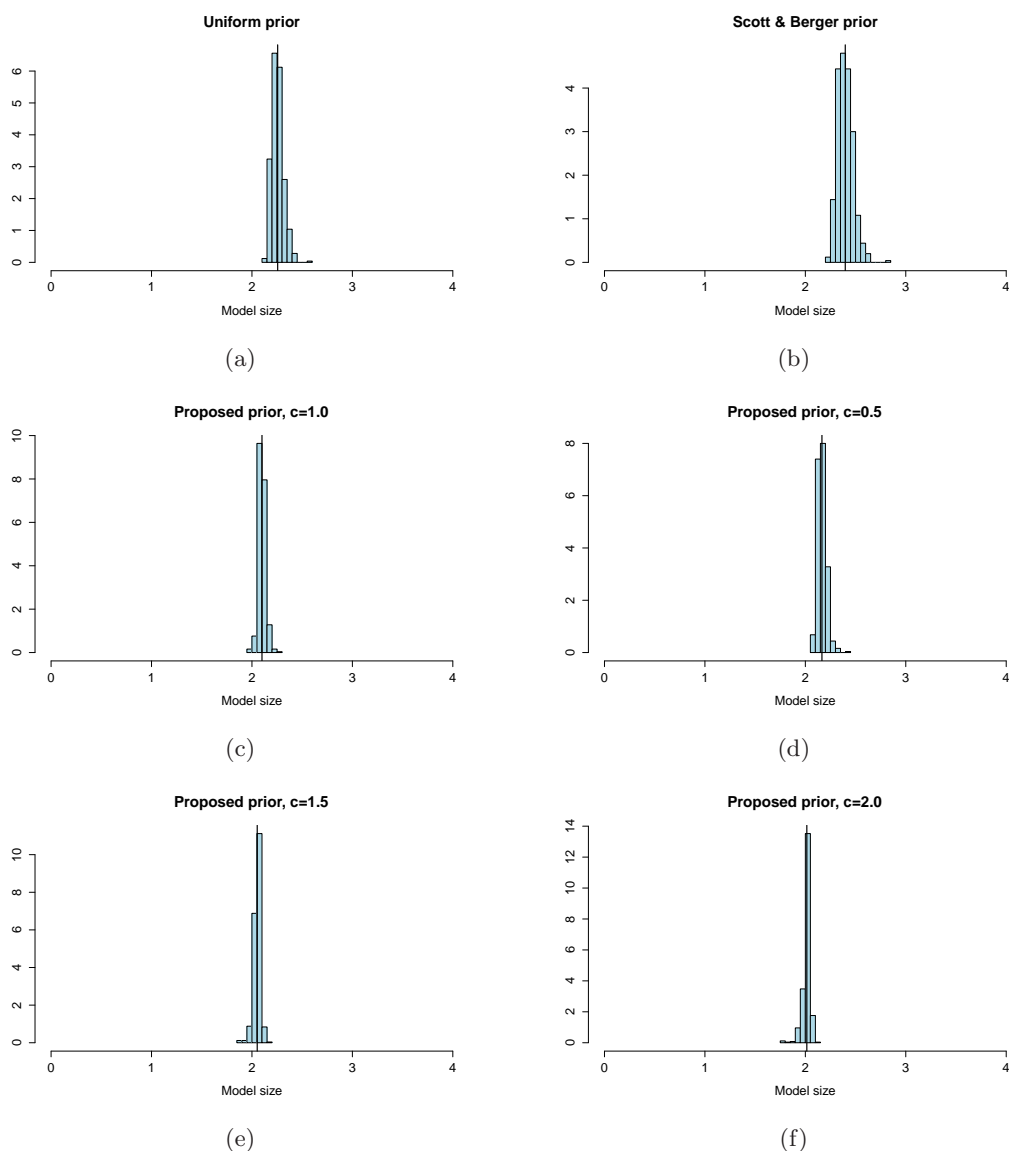 Uniform prior
0 1 2 3 4 5 6
0 1 2 3 4
Model size
(a)
Scott & Berger prior
0 1 2 3 4
0 1 2 3 4
Model size
(b)
Proposed prior, c=1.0
0 2 4 6 8 10
0 1 2 3 4
Model size
(c)
Proposed prior, c=0.5
0 2 4 6 8
0 1 2 3 4
Model size
(d)
Proposed prior, c=1.5
0 2 4 6 8 10
0 1 2 3 4
Model size
(e)
Proposed prior, c=2.0
0 2 4 6 8 10 12 14
0 1 2 3 4
Model size
(f)